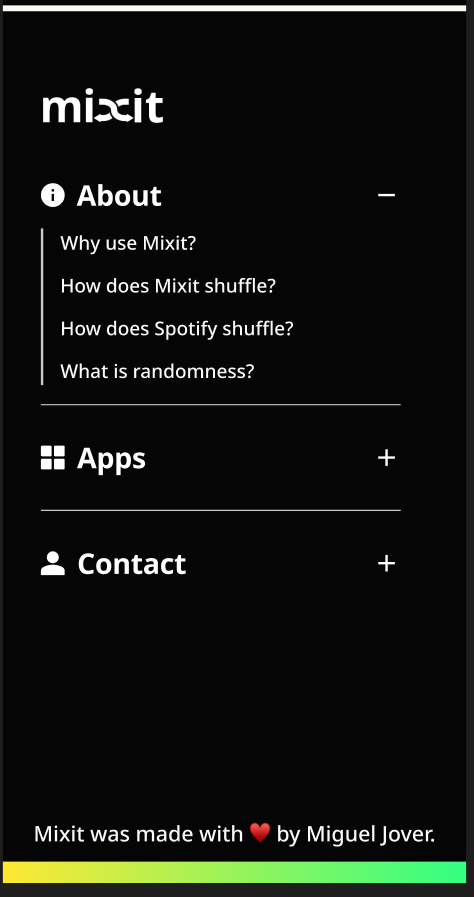 mixit
About
Why use Mixit?
How does Mixit shuffle?
How does Spotify shuffle?
What is randomness?
Apps
Contact
Mixit was made with ♥️ by Miguel Jover.